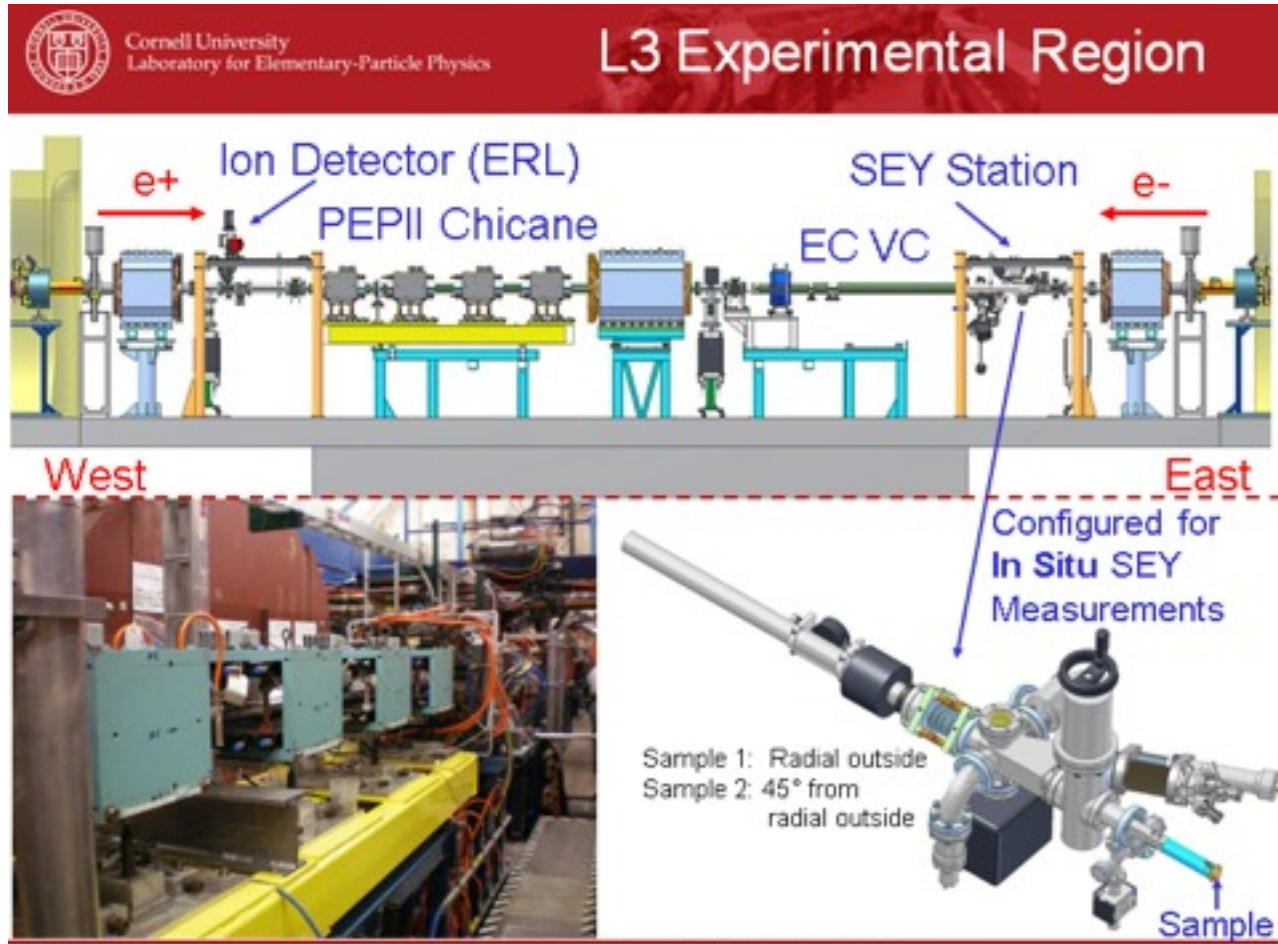 Cornell University
Laboratory for Elementary-Particle Physics
L3 Experimental Region
Ion Detector (ERL)
SEY Station
e+
e-
PEPII Chicane
EC VC
West
East
Configured for
In Situ SEY
Measurements
Sample 1: Radial outside
Sample 2: 45° from
radial outside
Sample